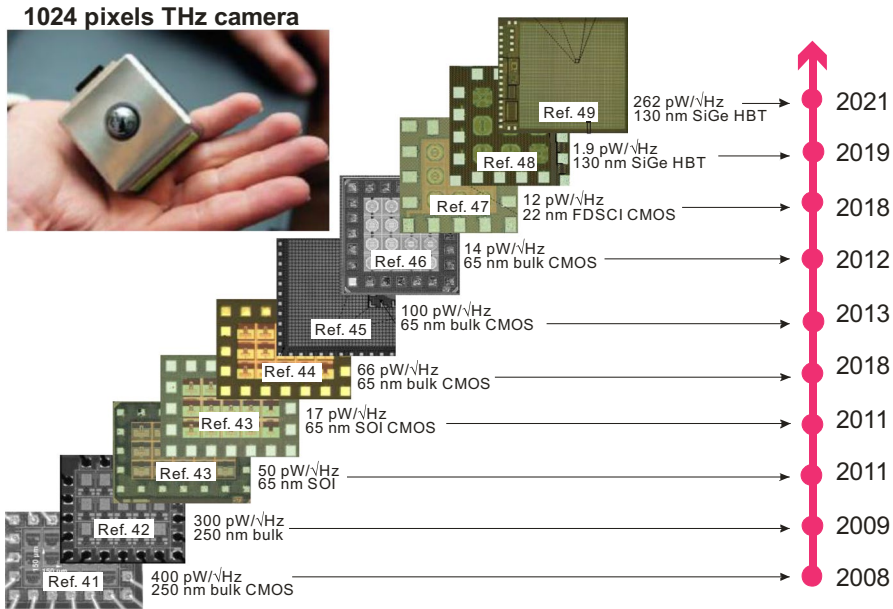 1024 pixels THz camera
Ref. 49
262 pW/√Hz
130 nm SiGe HBT
2021
Ref. 48
1.9 pW/√Hz
130 nm SiGe HBT
2019
Ref. 47
12 pW/√Hz
22 nm FDSCI CMOS
2018
Ref. 46
14 pW/√Hz
65 nm bulk CMOS
2012
Ref. 45
100 pW/√Hz
65 nm bulk CMOS
2013
Ref. 44
66 pW/√Hz
65 nm bulk CMOS
2018
Ref. 43
17 pW/√Hz
65 nm SOI CMOS
2011
Ref. 43
50 pW/√Hz
65 nm SOI
2011
Ref. 42
300 pW/√Hz
250 nm bulk
2009
150 µm
150 µm
Ref. 41
400 pW/√Hz
250 nm bulk CMOS
2008